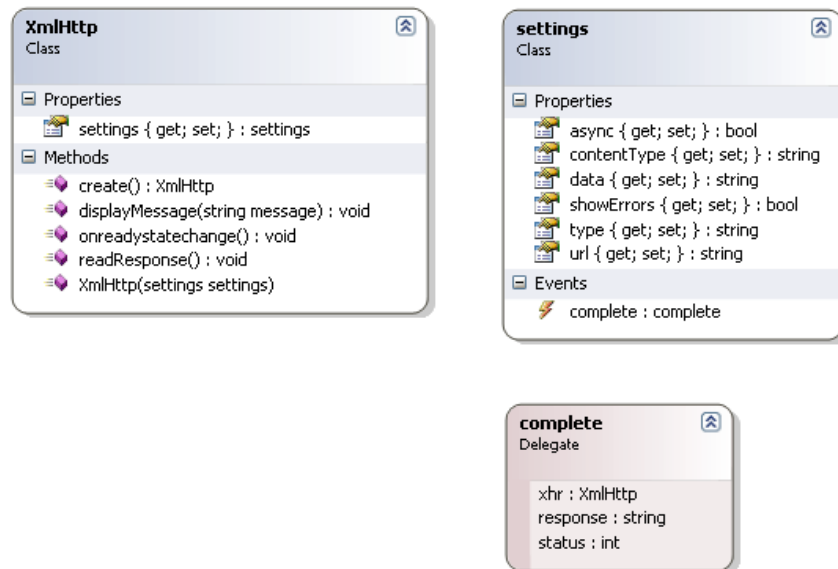 XmlHttp
Class
Properties
settings { get; set; } : settings
Methods
create() : XmlHttp
displayMessage(string message) : void
onreadystatechange() : void
readResponse() : void
XmlHttp(settings settings)
settings
Class
Properties
async { get; set; } : bool
contentType { get; set; } : string
data { get; set; } : string
showErrors { get; set; } : bool
type { get; set; } : string
url { get; set; } : string
Events
complete : complete
complete
Delegate
xhr : XmlHttp
response : string
status : int